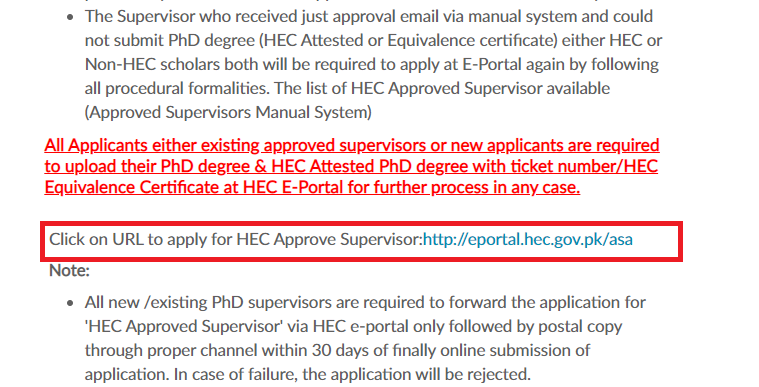 • The Supervisor who received just approval email via manual system and could
not submit PhD degree (HEC Attested or Equivalence certificate) either HEC or
Non-HEC scholars both will be required to apply at E-Portal again by following
all procedural formalities. The list of HEC Approved Supervisor available
(Approved Supervisors Manual System)
All Applicants either existing approved supervisors or new applicants are required
to upload their PhD degree & HEC Attested PhD degree with ticket number/HEC
Equivalence Certificate at HEC E-Portal for further process in any case.
Click on URL to apply for HEC Approve Supervisor:http://eportal.hec.gov.pk/asa
Note:
• All new /existing PhD supervisors are required to forward the application for
'HEC Approved Supervisor' via HEC e-portal only followed by postal copy
through proper channel within 30 days of finally online submission of
application. In case of failure, the application will be rejected.